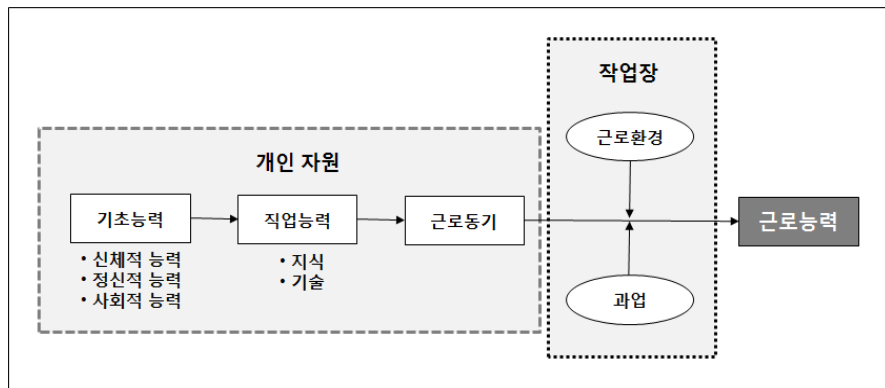 작업장
근로환경
개인 자원
기초능력
직업능력
근로동기
근로능력
• 신체적 능력
• 정신적 능력
• 사회적 능력
• 지식
• 기술
과업